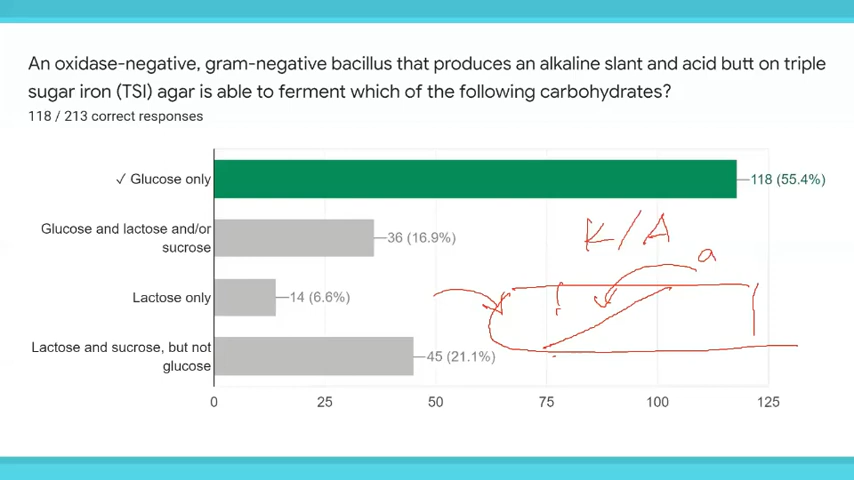 An oxidase-negative, gram-negative bacillus that produces an alkaline slant and acid butt on triple
sugar iron (TSI) agar is able to ferment which of the following carbohydrates?
118 / 213 correct responses
✓ Glucose only
118 (55.4%)
Glucose and lactose and/or
sucrose
36 (16.9%)
K/A
a
Lactose only
14 (6.6%)
Lactose and sucrose, but not
glucose
45 (21.1%)
0 25 50 75 100 125